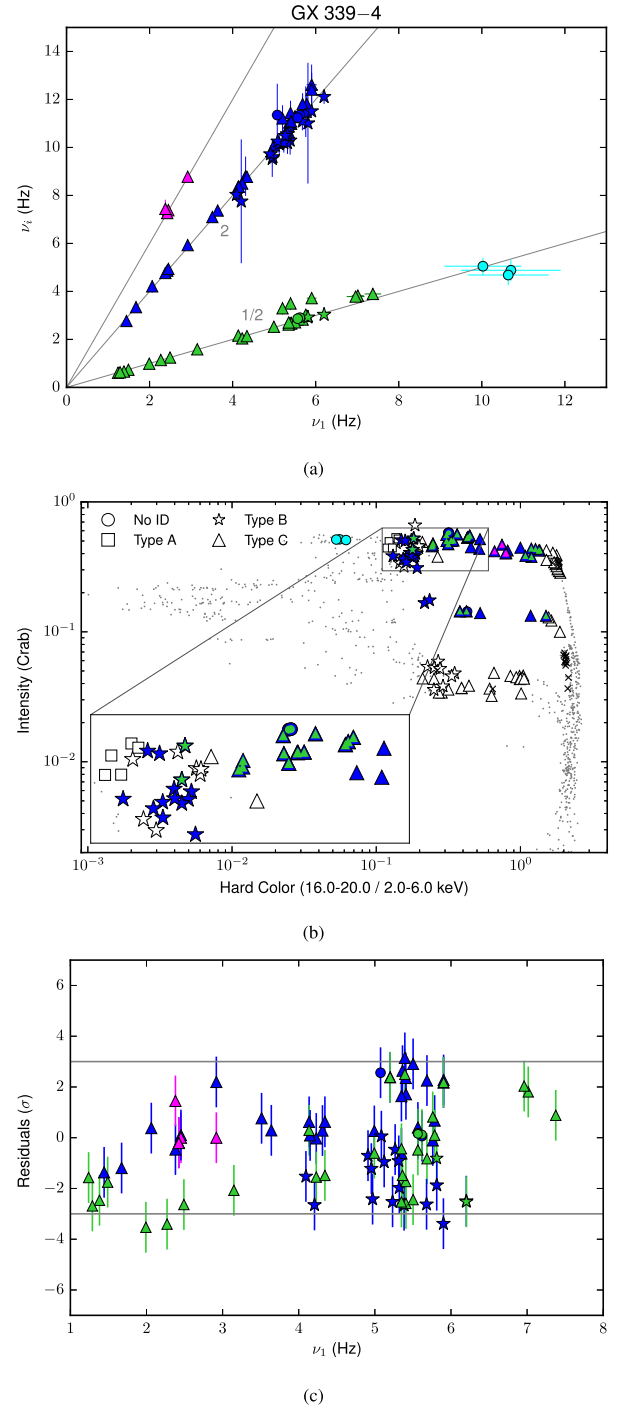 GX 339−4
14
12
10
8
6
4
2
0
ν_i (Hz)
2
1/2
0 2 4 6 8 10 12
ν_1 (Hz)
(a)
10^0
10^{-1}
10^{-2}
Intensity (Crab)
No ID Type B
Type A Type C
10^{-3} 10^{-2} 10^{-1} 10^0
Hard Color (16.0-20.0 / 2.0-6.0 keV)
(b)
6
4
2
0
−2
−4
−6
Residuals (σ)
1 2 3 4 5 6 7 8
ν_1 (Hz)
(c)